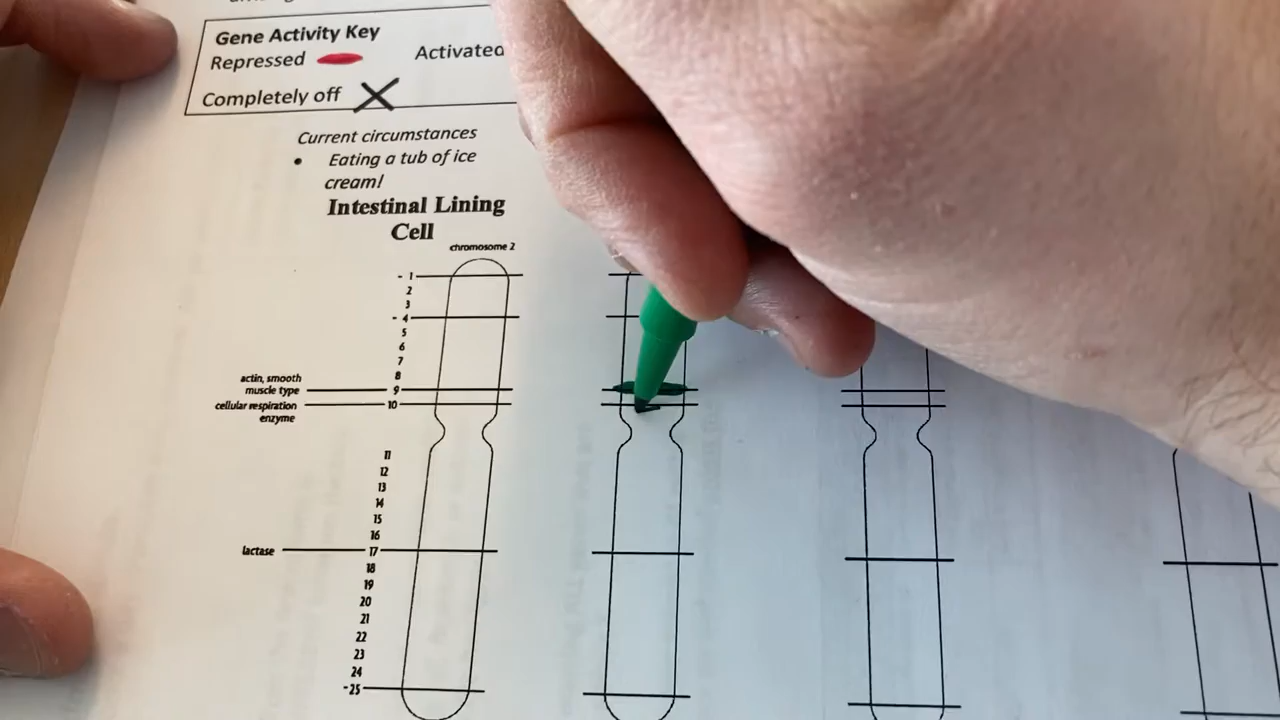 Gene Activity Key
Repressed Activated
Completely off
Current circumstances
• Eating a tub of ice
cream!
Intestinal Lining
Cell
chromosome 2
- 1
2
3
- 4
5
6
7
8
actin, smooth
muscle type 9
cellular respiration 10
enzyme
11
12
13
14
15
16
lactase 17
18
19
20
21
22
23
24
-25